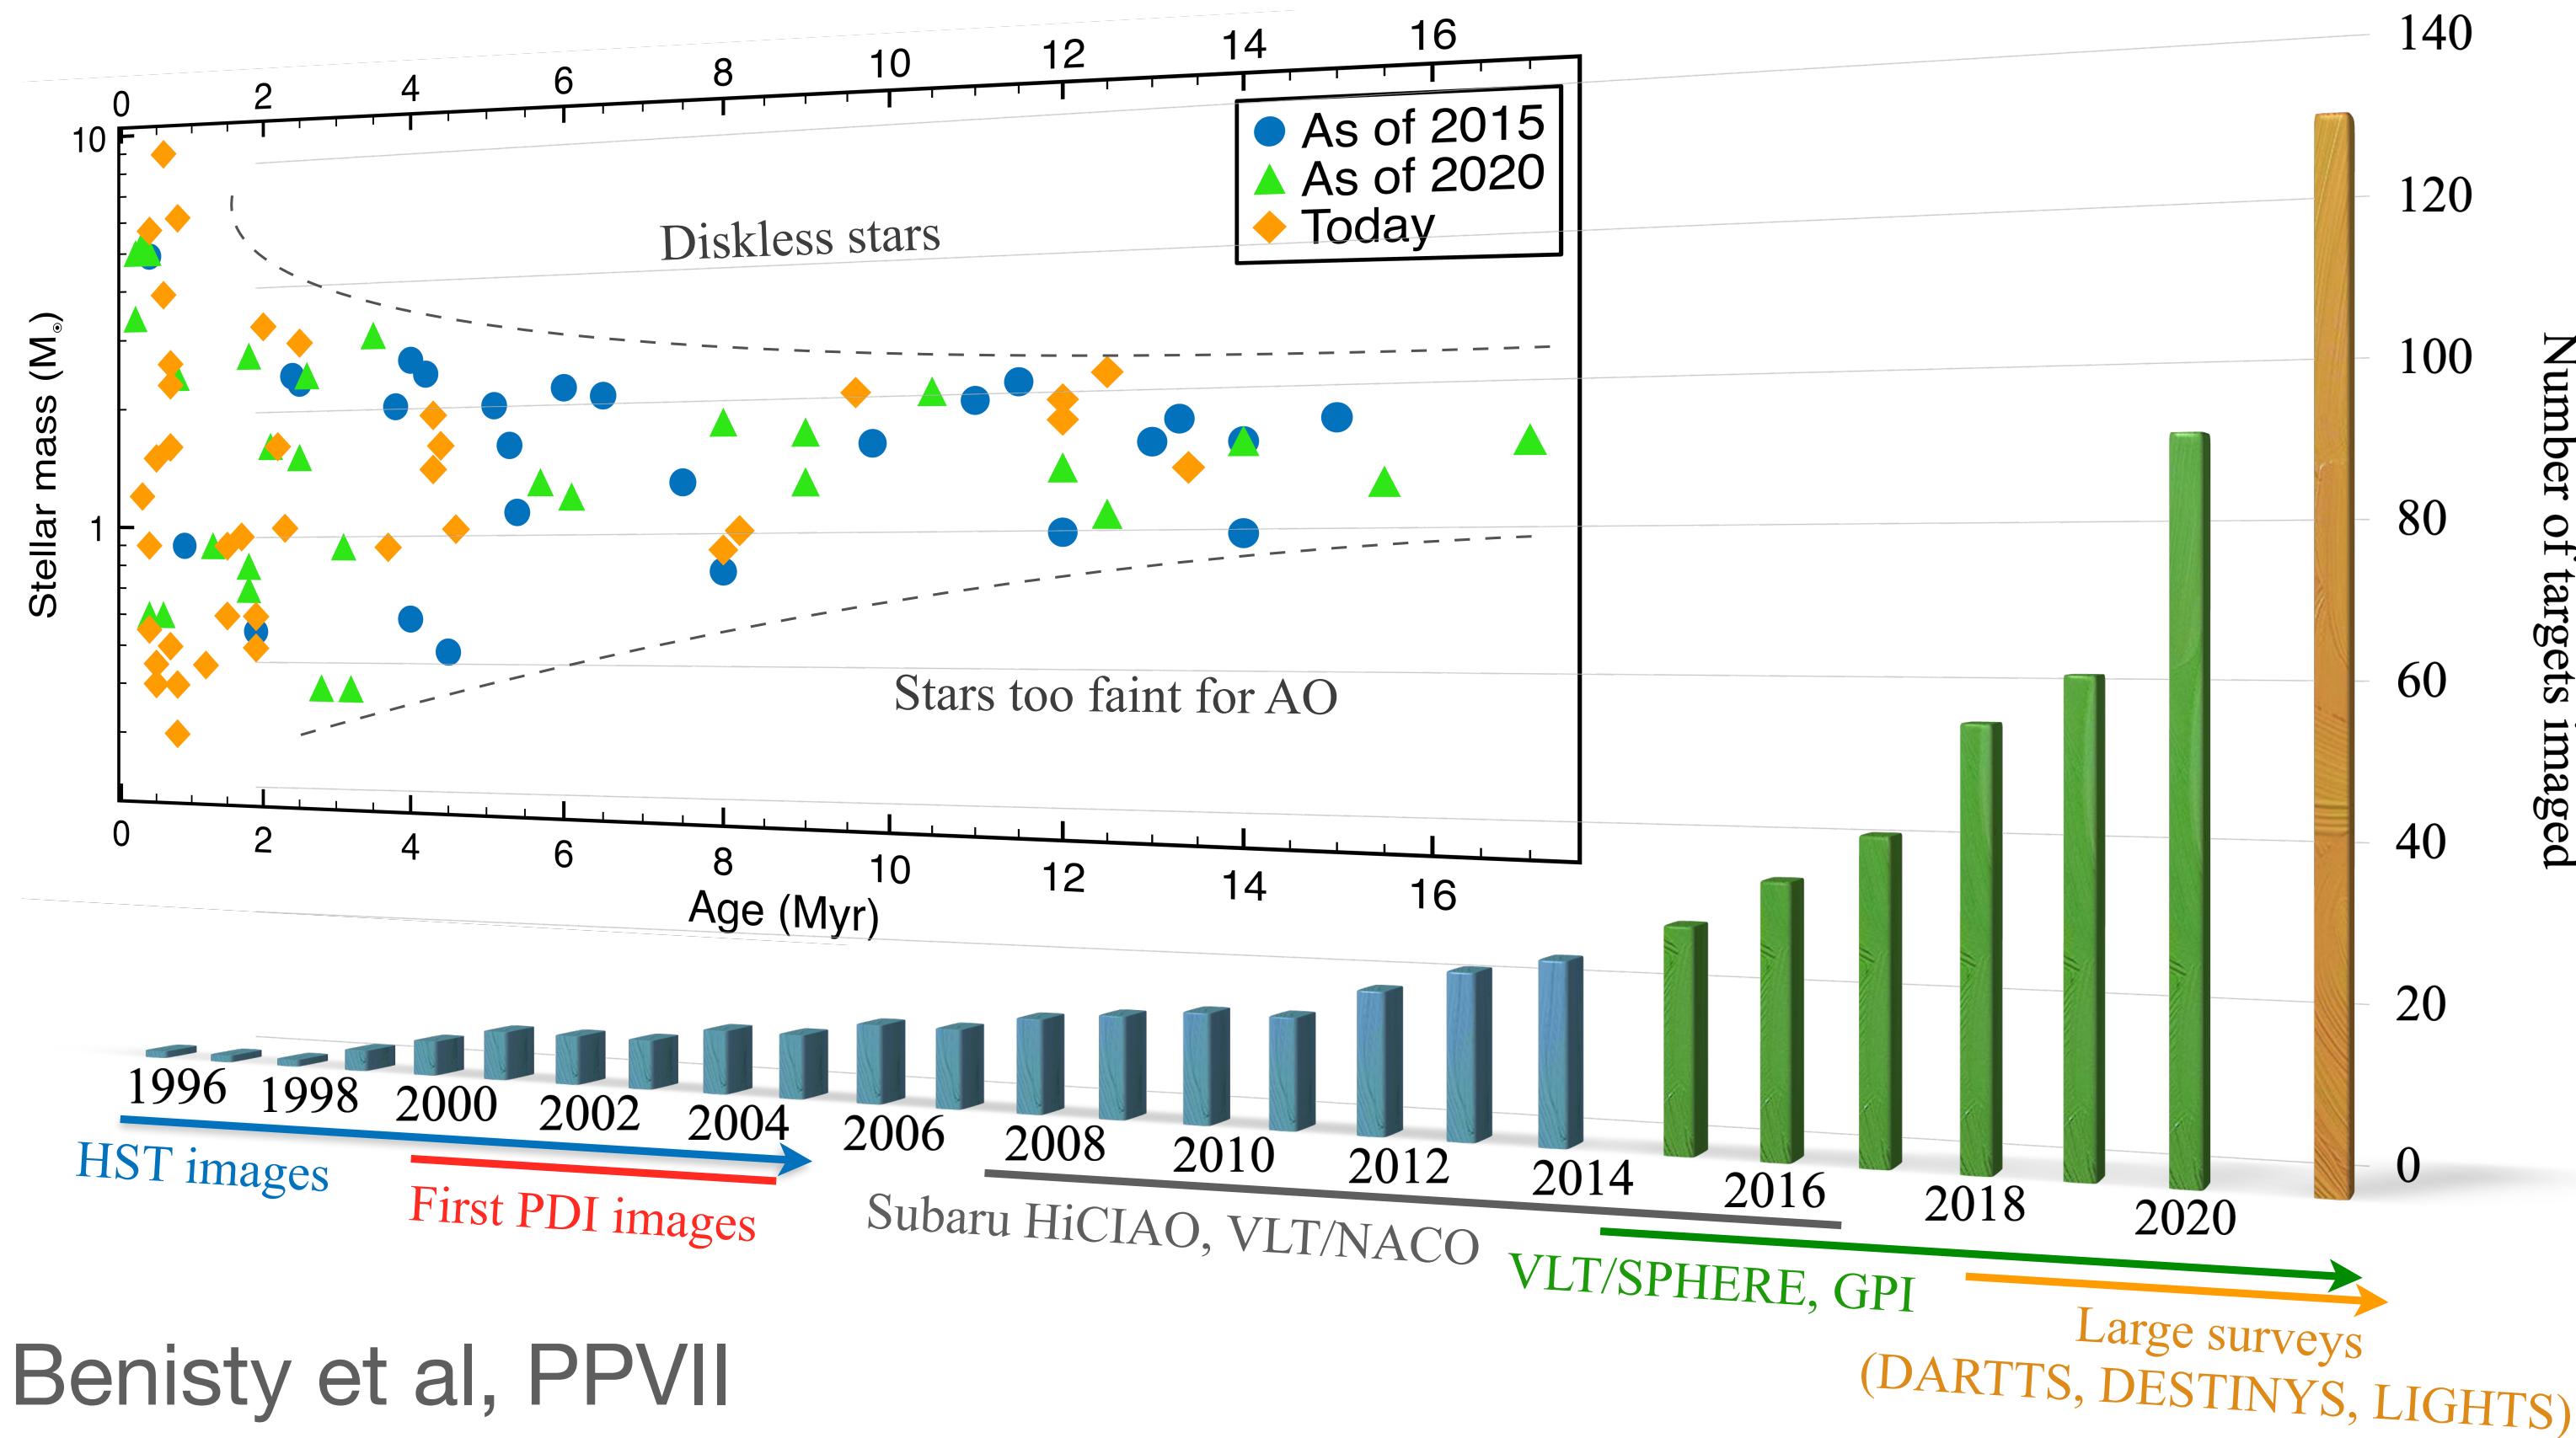 0 2 4 6 8 10 12 14 16
10
1
Stellar mass (M☉)
As of 2015
As of 2020
Today
Diskless stars
Stars too faint for AO
0 2 4 6 8 10 12 14 16
Age (Myr)
140
120
100
80
60
40
20
0
Number of targets imaged
1996 1998 2000 2002 2004 2006 2008 2010 2012 2014 2016 2018 2020
HST images
First PDI images
Subaru HiCIAO, VLT/NACO
VLT/SPHERE, GPI
Large surveys
(DARTTS, DESTINYS, LIGHTS)
Benisty et al, PPVII